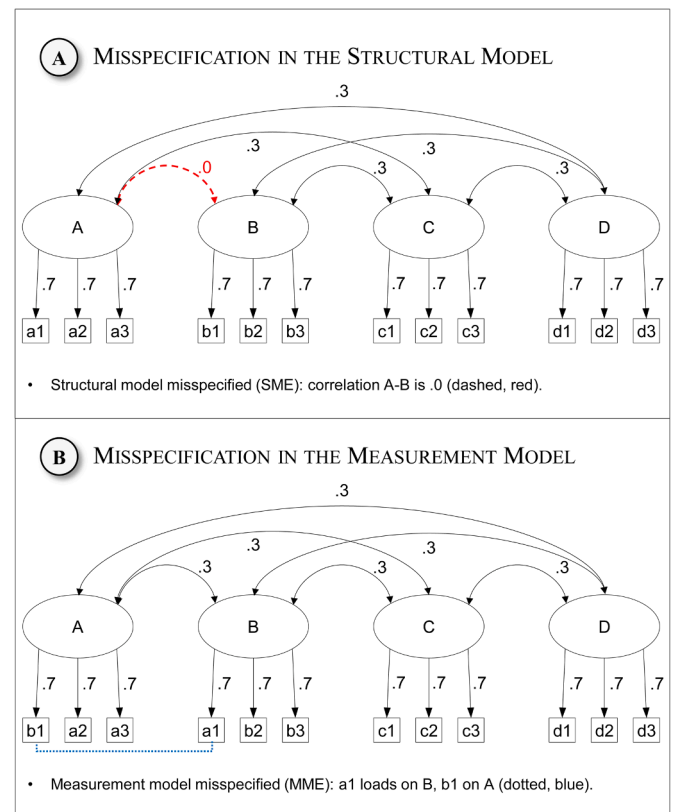 A MISSPECIFICATION IN THE STRUCTURAL MODEL
.3
.3 .3
.0 .3 .3
A B C D
.7 .7 .7 .7 .7 .7 .7 .7 .7 .7 .7 .7
a1 a2 a3 b1 b2 b3 c1 c2 c3 d1 d2 d3
• Structural model misspecified (SME): correlation A-B is .0 (dashed, red).
B MISSPECIFICATION IN THE MEASUREMENT MODEL
.3
.3 .3
.3 .3 .3
A B C D
.7 .7 .7 .7 .7 .7 .7 .7 .7 .7 .7 .7
b1 a2 a3 a1 b2 b3 c1 c2 c3 d1 d2 d3
• Measurement model misspecified (MME): a1 loads on B, b1 on A (dotted, blue).